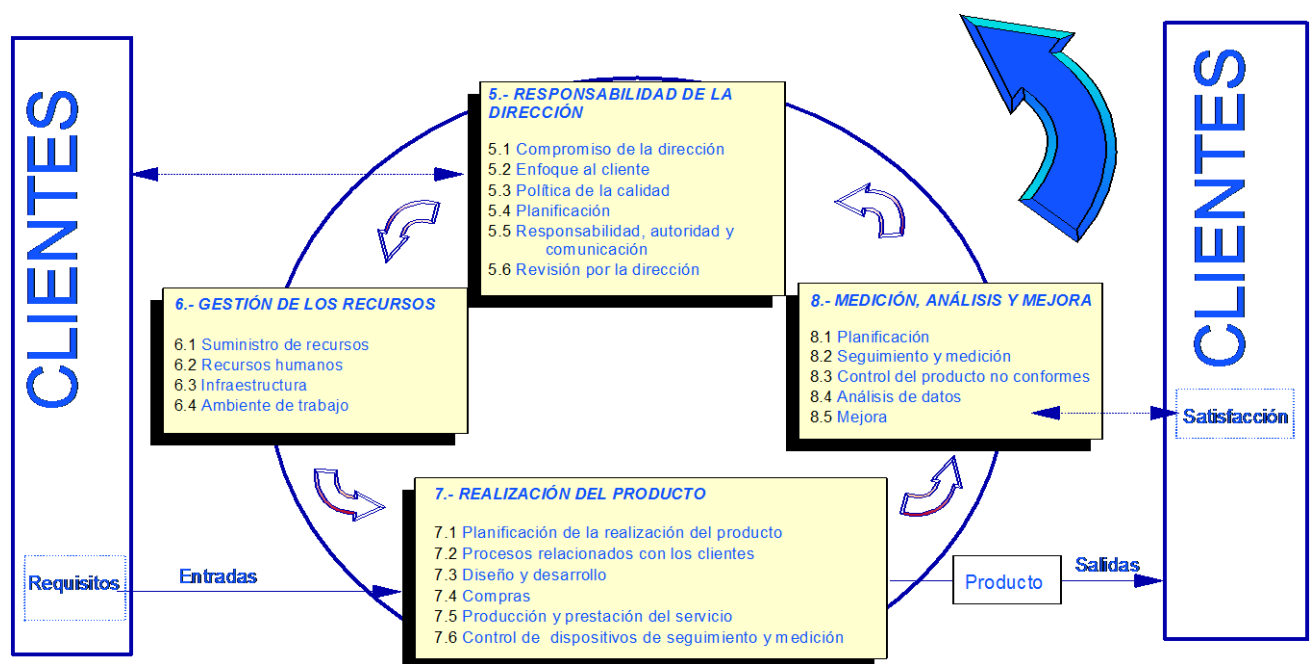 CLIENTES
5.- RESPONSABILIDAD DE LA
DIRECCIÓN
5.1 Compromiso de la dirección
5.2 Enfoque al cliente
5.3 Política de la calidad
5.4 Planificación
5.5 Responsabilidad, autoridad y
comunicación
5.6 Revisión por la dirección
6.- GESTIÓN DE LOS RECURSOS
6.1 Suministro de recursos
6.2 Recursos humanos
6.3 Infraestructura
6.4 Ambiente de trabajo
8.- MEDICIÓN, ANÁLISIS Y MEJORA
8.1 Planificación
8.2 Seguimiento y medición
8.3 Control del producto no conformes
8.4 Análisis de datos
8.5 Mejora
CLIENTES
Satisfacción
7.- REALIZACIÓN DEL PRODUCTO
7.1 Planificación de la realización del producto
7.2 Procesos relacionados con los clientes
7.3 Diseño y desarrollo
7.4 Compras
7.5 Producción y prestación del servicio
7.6 Control de dispositivos de seguimiento y medición
Requisitos
Entradas
Producto
Salidas